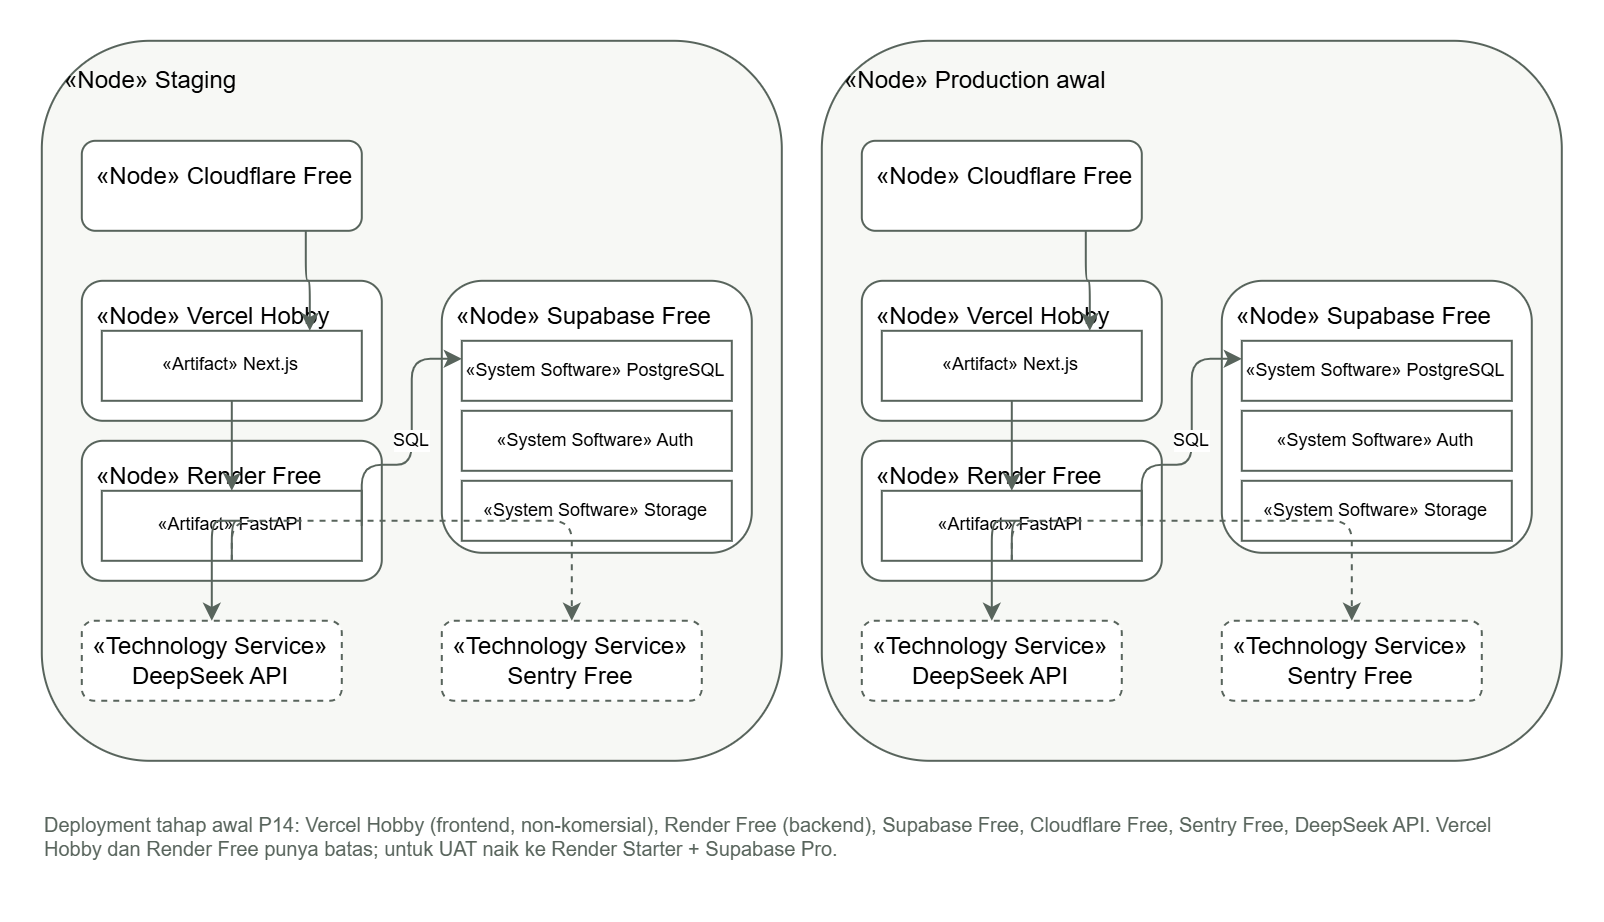 «Node» Staging
«Node» Cloudflare Free
«Node» Vercel Hobby
«Artifact» Next.js
«Node» Render Free
«Artifact» FastAPI
SQL
«Node» Supabase Free
«System Software» PostgreSQL
«System Software» Auth
«System Software» Storage
«Technology Service»
DeepSeek API
«Technology Service»
Sentry Free
«Node» Production awal
«Node» Cloudflare Free
«Node» Vercel Hobby
«Artifact» Next.js
«Node» Render Free
«Artifact» FastAPI
SQL
«Node» Supabase Free
«System Software» PostgreSQL
«System Software» Auth
«System Software» Storage
«Technology Service»
DeepSeek API
«Technology Service»
Sentry Free
Deployment tahap awal P14: Vercel Hobby (frontend, non-komersial), Render Free (backend), Supabase Free, Cloudflare Free, Sentry Free, DeepSeek API. Vercel
Hobby dan Render Free punya batas; untuk UAT naik ke Render Starter + Supabase Pro.